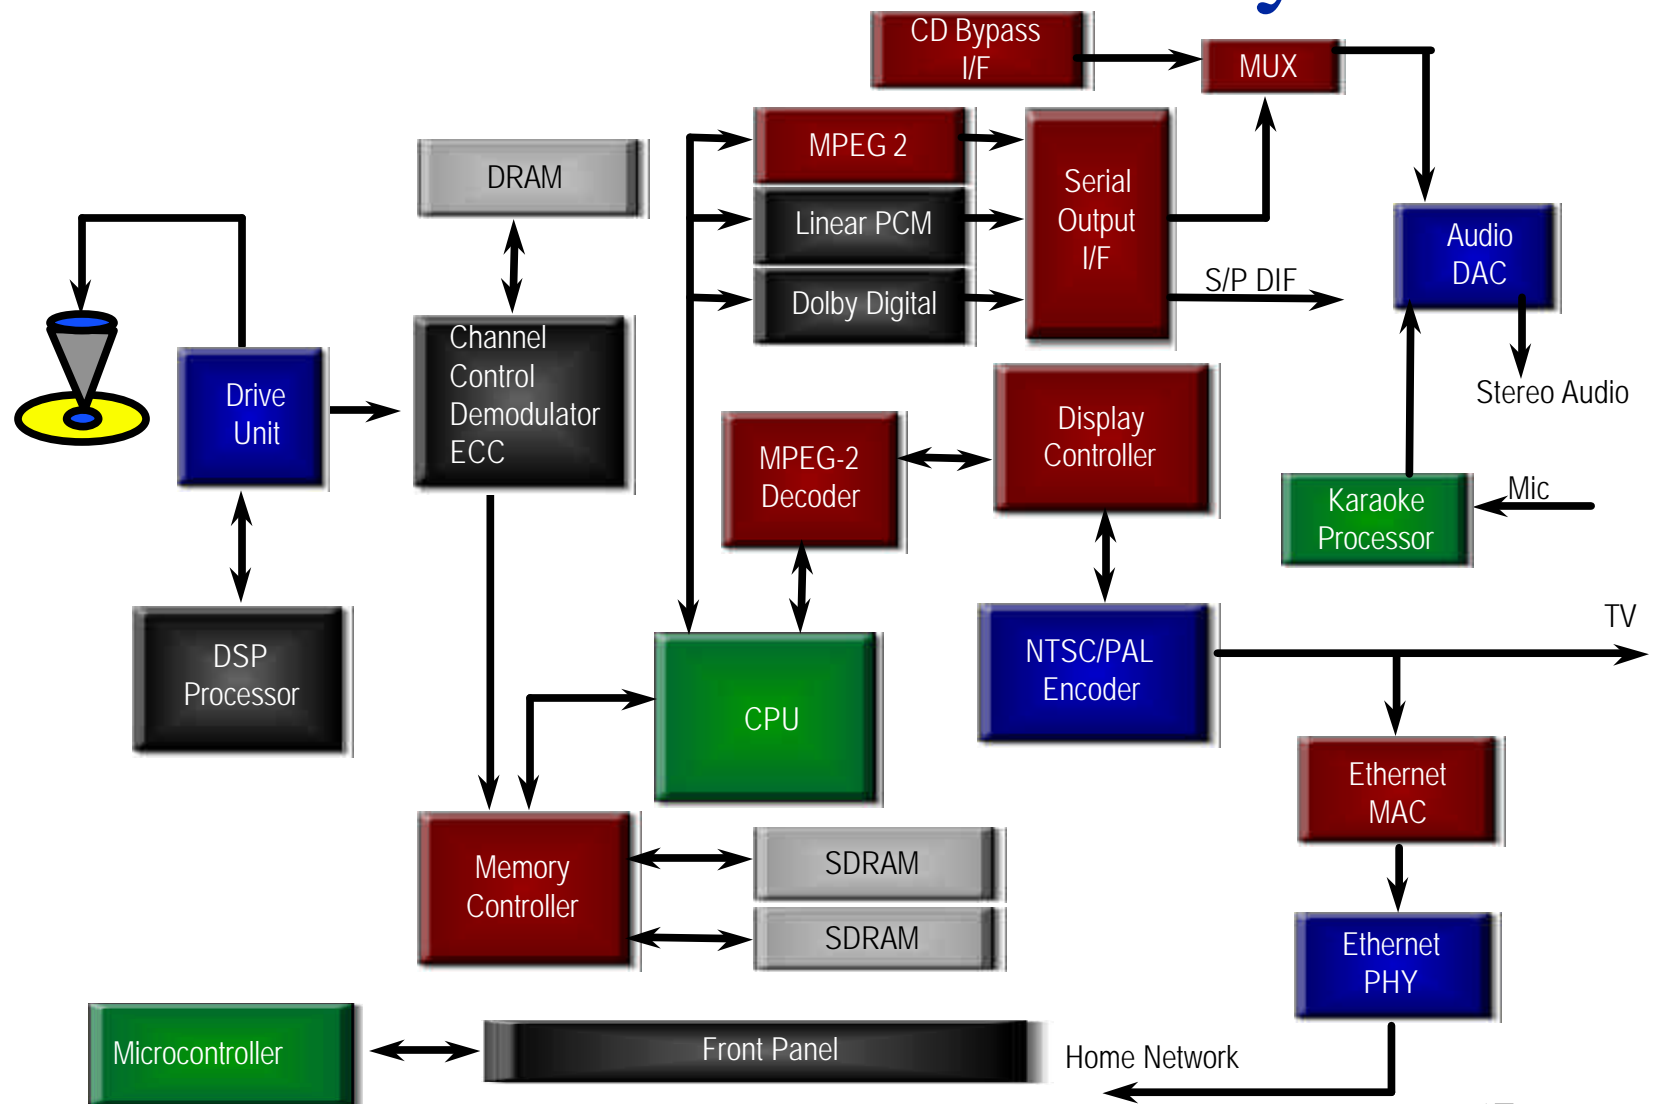 CD Bypass
I/F
MUX
MPEG 2
DRAM
Serial
Output
I/F
Linear PCM
Audio
DAC
S/P DIF
Dolby Digital
Channel
Control
Demodulator
ECC
Drive
Unit
Stereo Audio
Display
Controller
MPEG-2
Decoder
Mic
Karaoke
Processor
TV
DSP
Processor
NTSC/PAL
Encoder
CPU
Ethernet
MAC
Memory
Controller
SDRAM
SDRAM
Ethernet
PHY
Microcontroller
Front Panel
Home Network